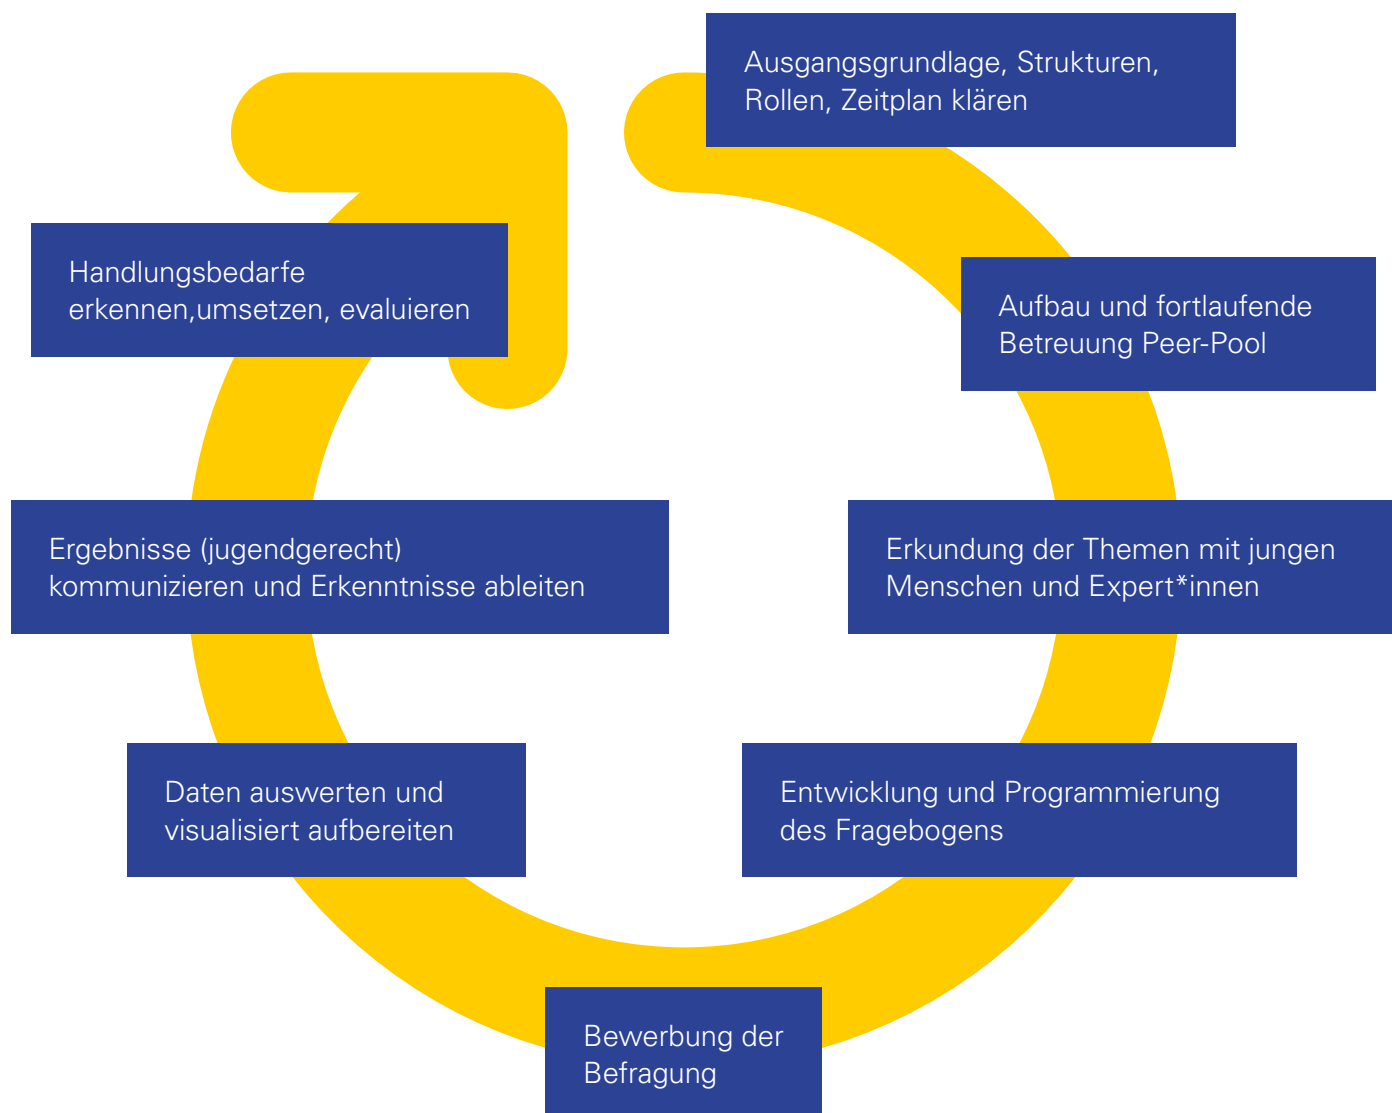 Ausgangsgrundlage, Strukturen,
Rollen, Zeitplan klären
Aufbau und fortlaufende
Betreuung Peer-Pool
Erkundung der Themen mit jungen
Menschen und Expert*innen
Entwicklung und Programmierung
des Fragebogens
Bewerbung der
Befragung
Daten auswerten und
visualisiert aufbereiten
Ergebnisse (jugendgerecht)
kommunizieren und Erkenntnisse ableiten
Handlungsbedarfe
erkennen,umsetzen, evaluieren